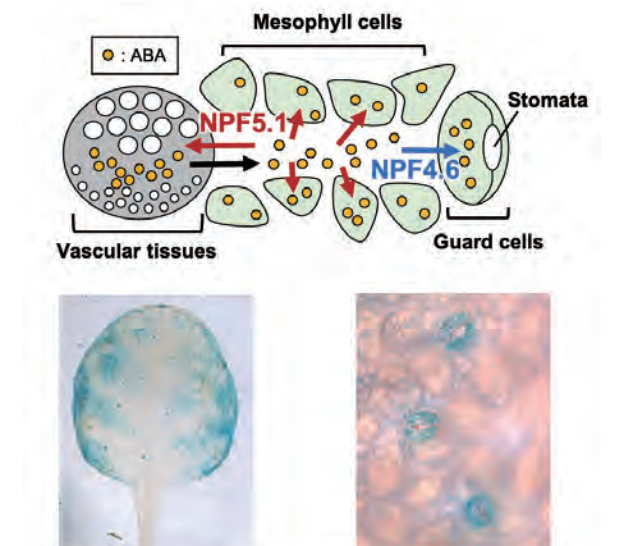 Mesophyll cells
: ABA
Stomata
NPF5.1
NPF4.6
Guard cells
Vascular tissues